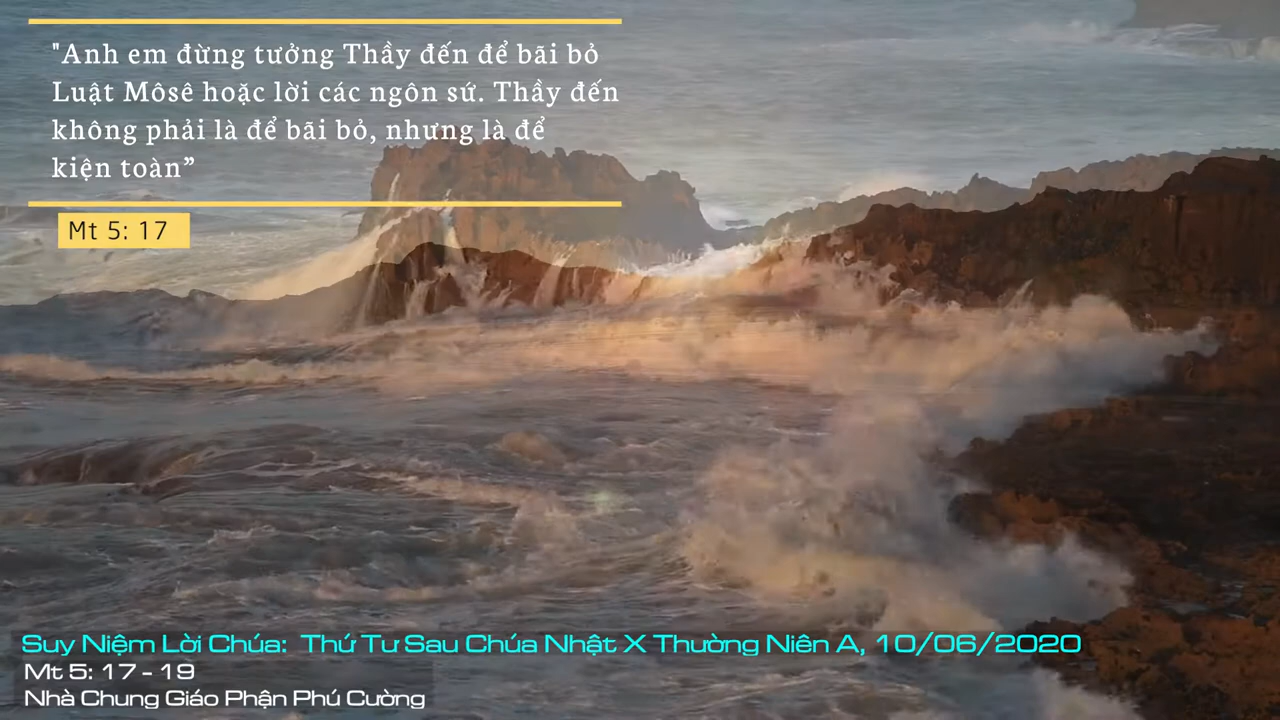 "Anh em đừng tưởng Thầy đến để bãi bỏ
Luật Môsê hoặc lời các ngôn sứ. Thầy đến
không phải là để bãi bỏ, nhưng là để
kiện toàn”
Mt 5: 17
Suy Niệm Lời Chúa: Thứ Tư Sau Chúa Nhật X Thường Niên A, 10/06/2020
Mt 5: 17 - 19
Nhà Chung Giáo Phận Phú Cường